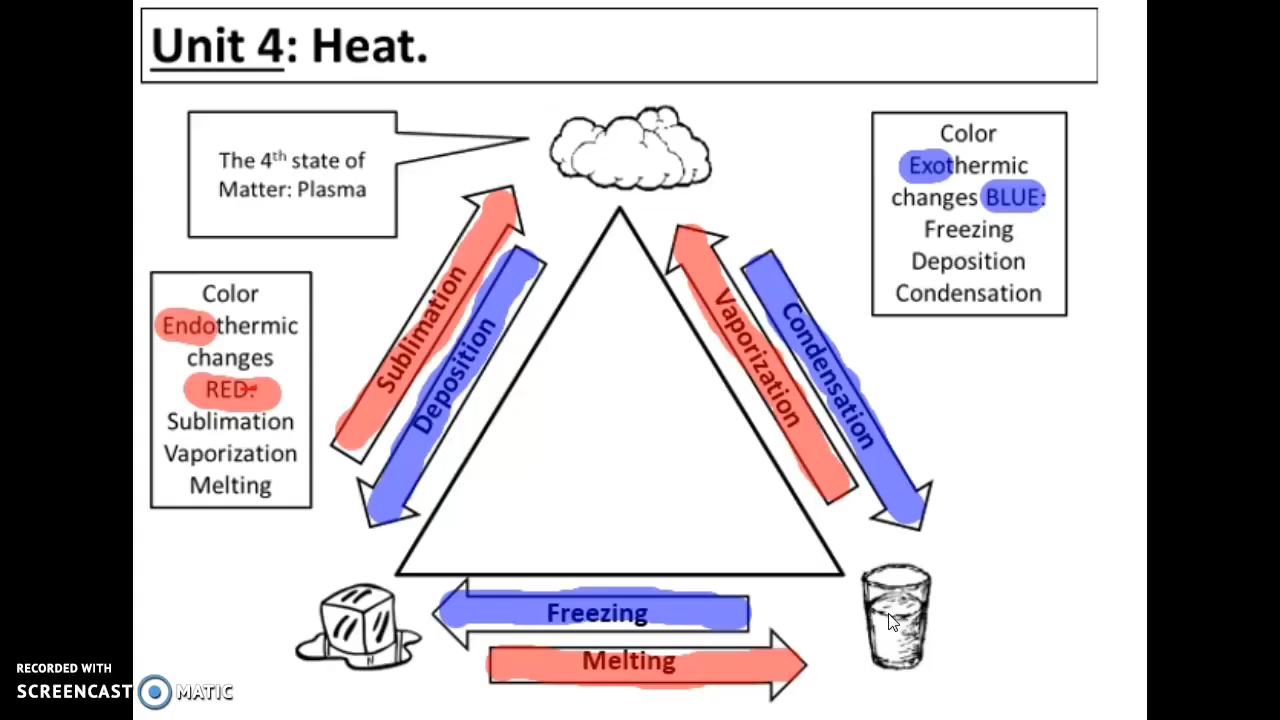 Unit 4: Heat.
The 4th state of
Matter: Plasma
Color
Exothermic
changes BLUE:
Freezing
Deposition
Condensation
Color
Endothermic
changes
RED:
Sublimation
Vaporization
Melting
Sublimation
Deposition
Vaporization
Condensation
Freezing
Melting
RECORDED WITH
SCREENCAST MATIC